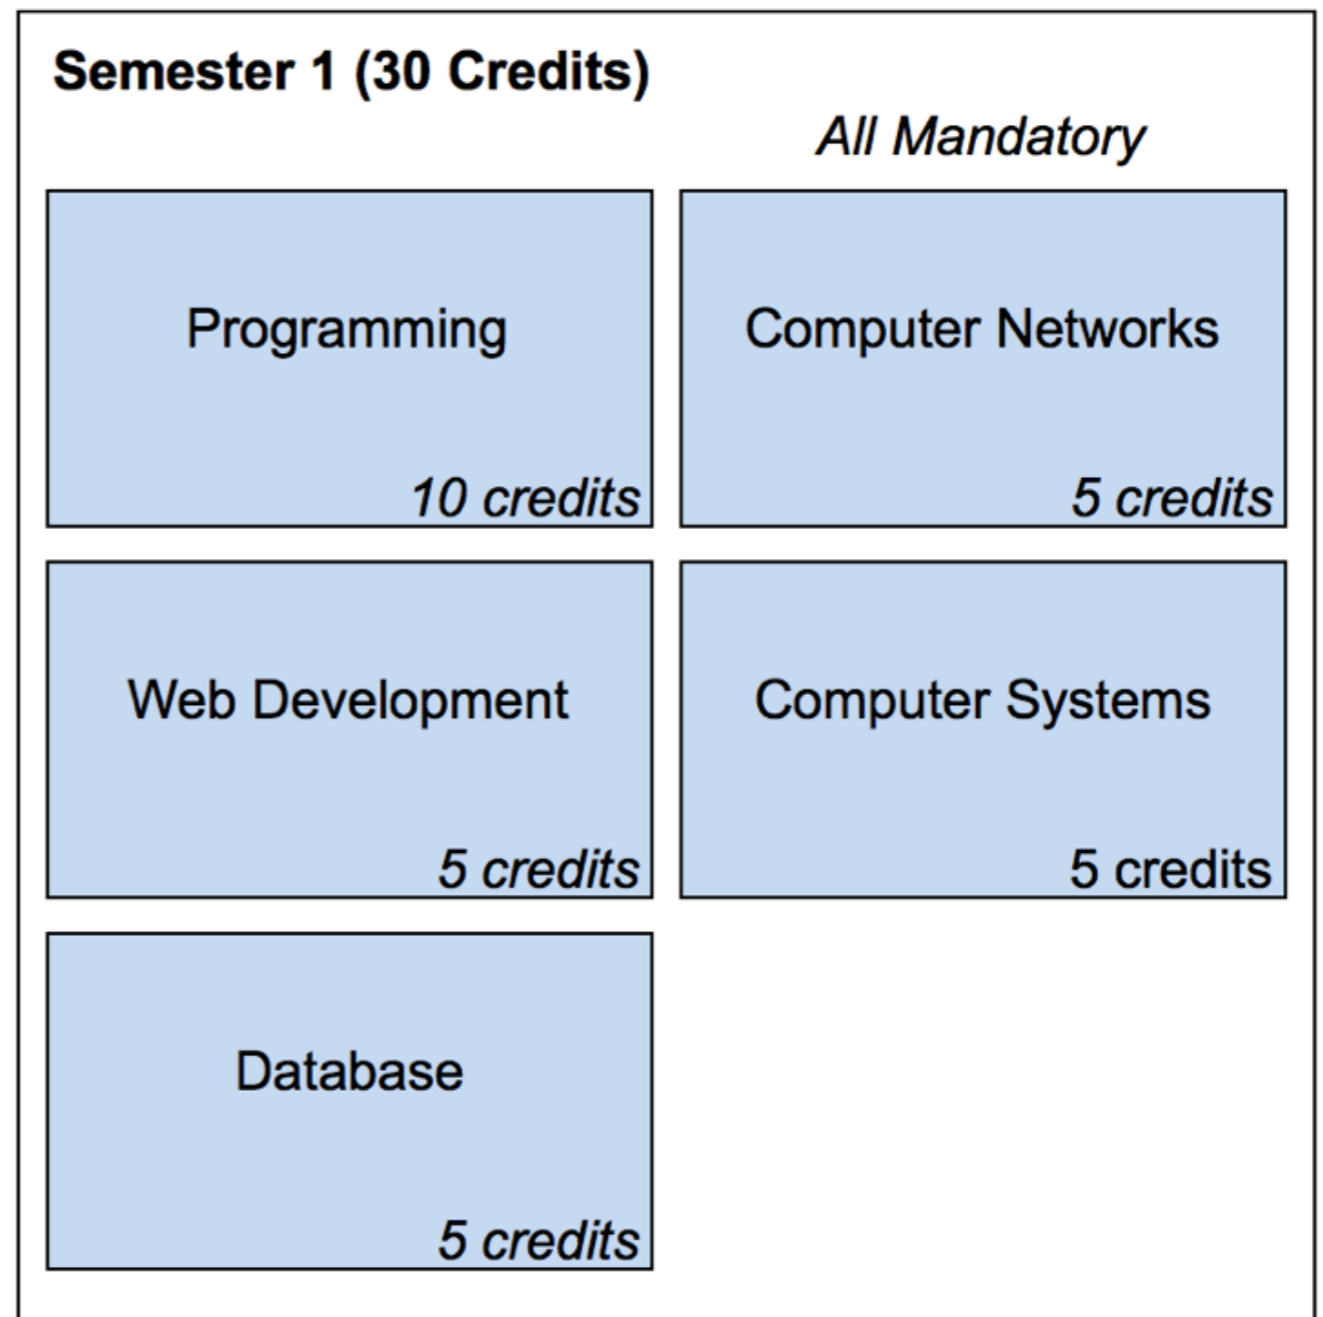 Semester 1 (30 Credits)
All Mandatory
Programming
10 credits
Computer Networks
5 credits
Web Development
5 credits
Computer Systems
5 credits
Database
5 credits